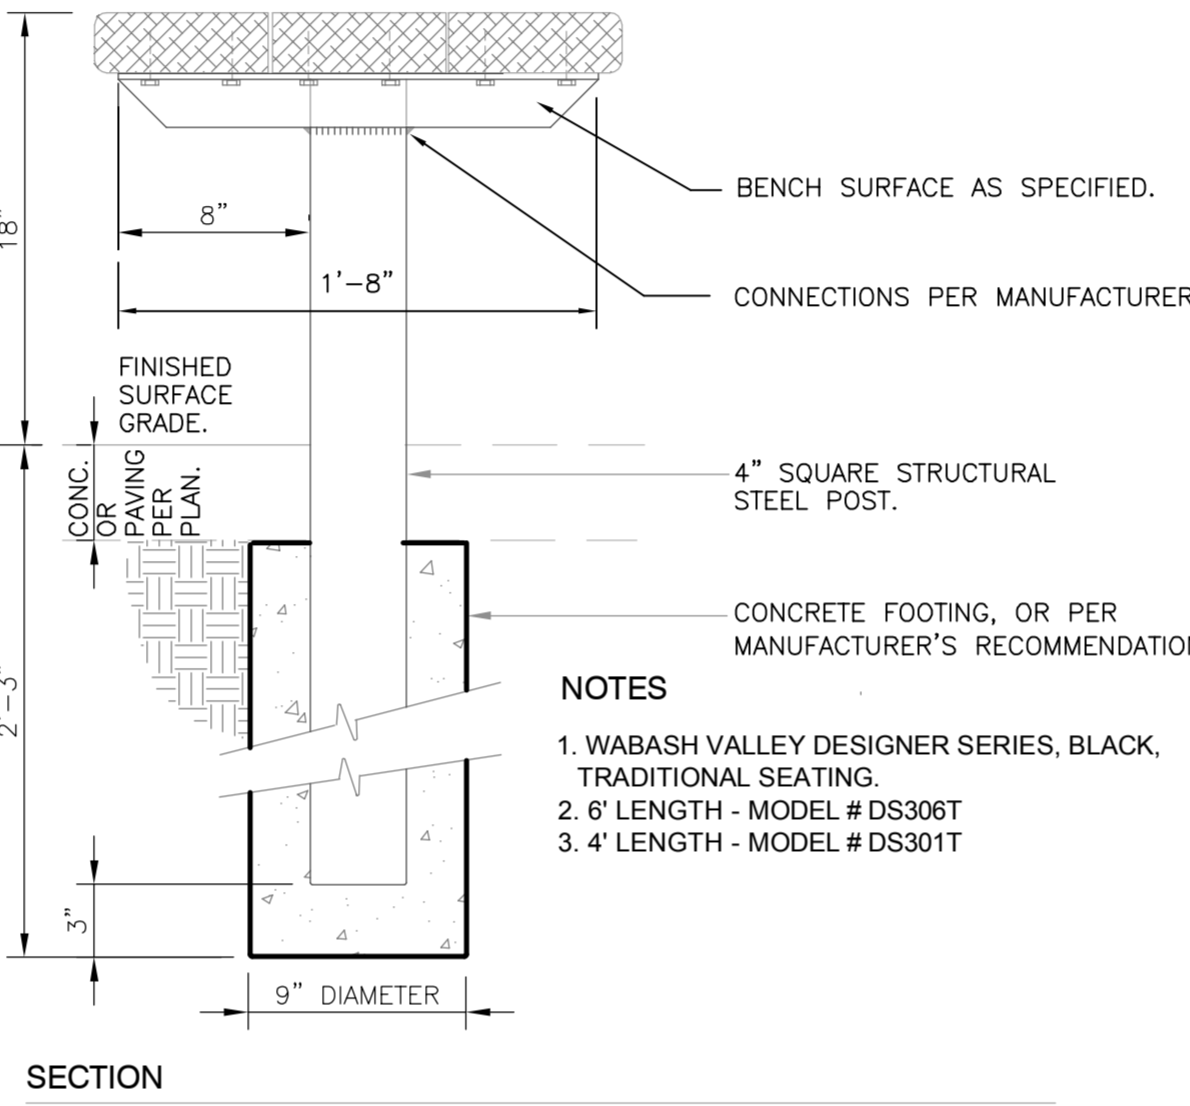 18"
BENCH SURFACE AS SPECIFIED.
8"
1'-8"
CONNECTIONS PER MANUFACTURER
FINISHED
SURFACE
GRADE.
CONC.
OR
PAVING
PER
PLAN.
4" SQUARE STRUCTURAL
STEEL POST.
CONCRETE FOOTING, OR PER
MANUFACTURER'S RECOMMENDATION
2'-3"
NOTES
1. WABASH VALLEY DESIGNER SERIES, BLACK,
TRADITIONAL SEATING.
2. 6' LENGTH - MODEL # DS306T
3. 4' LENGTH - MODEL # DS301T
3"
9" DIAMETER
SECTION